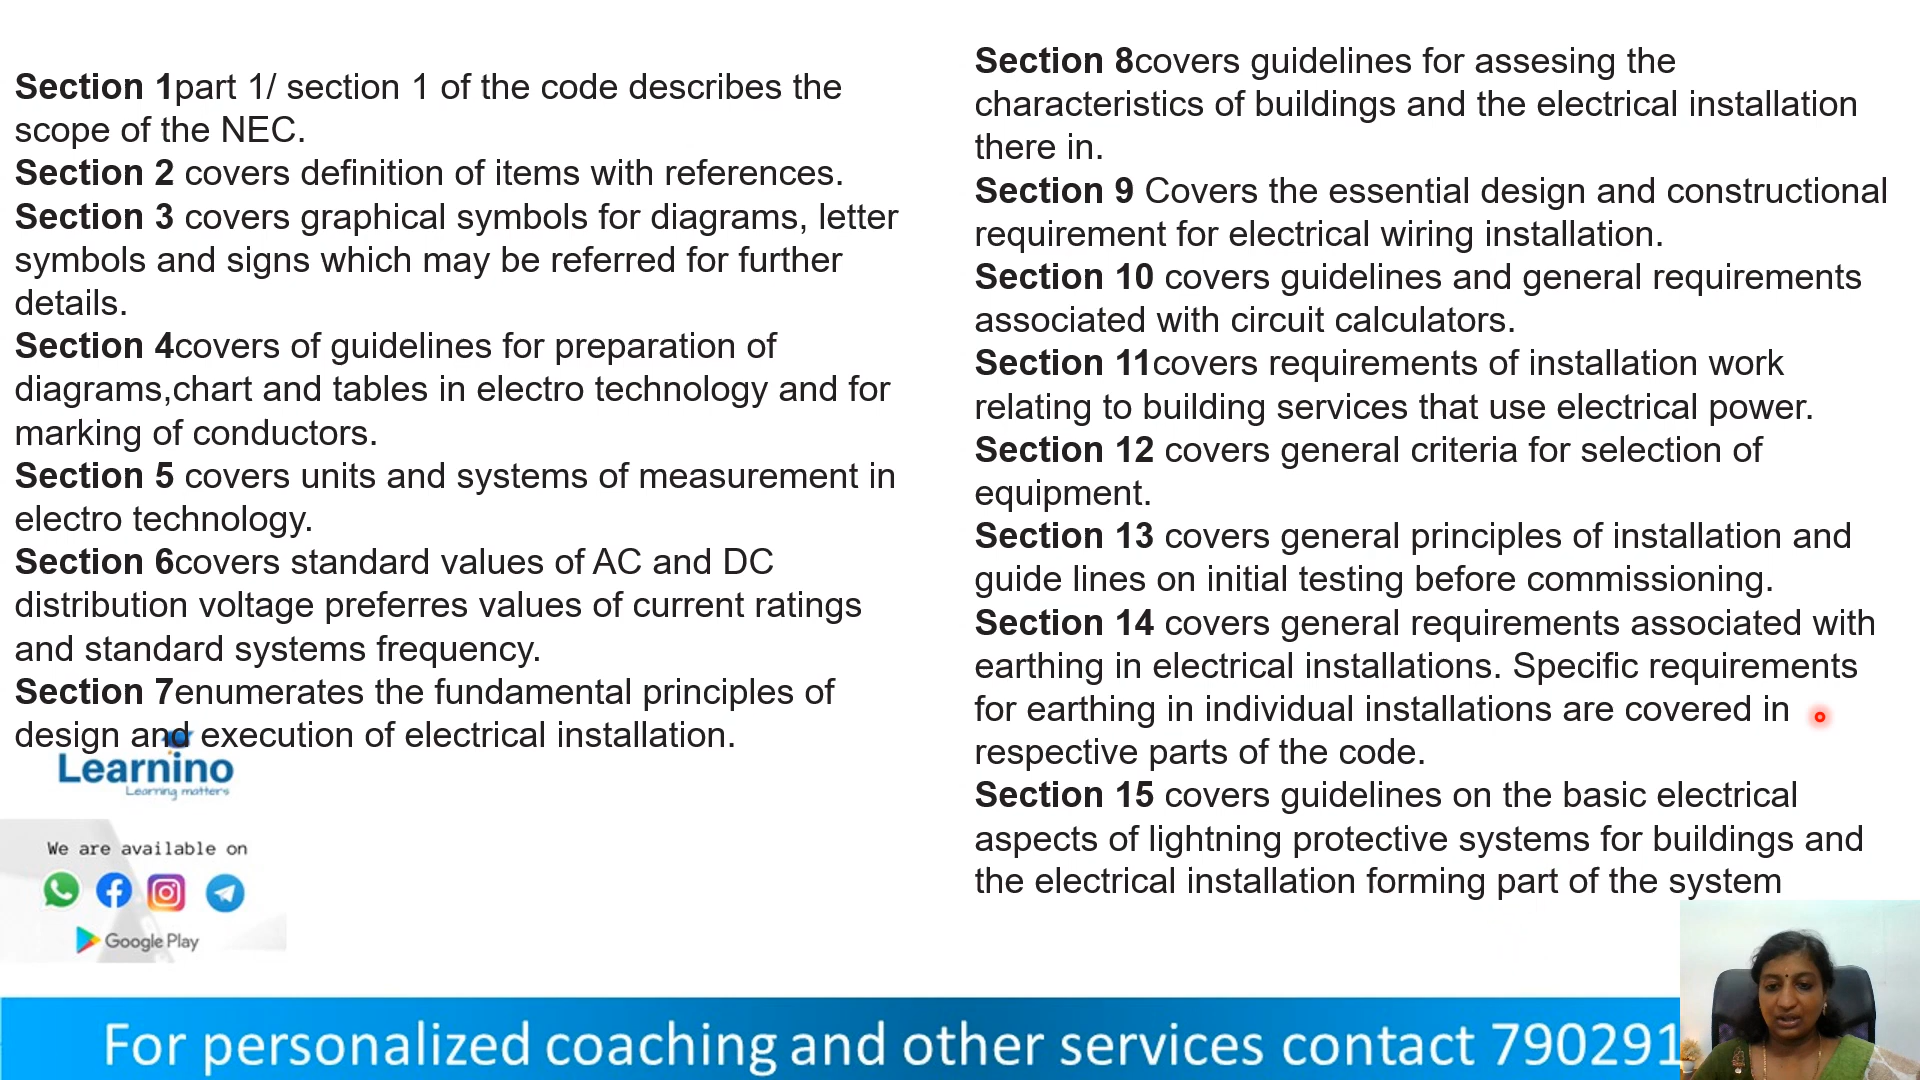 Section 1part 1/ section 1 of the code describes the
scope of the NEC.
Section 2 covers definition of items with references.
Section 3 covers graphical symbols for diagrams, letter
symbols and signs which may be referred for further
details.
Section 4covers of guidelines for preparation of
diagrams,chart and tables in electro technology and for
marking of conductors.
Section 5 covers units and systems of measurement in
electro technology.
Section 6covers standard values of AC and DC
distribution voltage preferres values of current ratings
and standard systems frequency.
Section 7enumerates the fundamental principles of
design and execution of electrical installation.
Section 8covers guidelines for assesing the
characteristics of buildings and the electrical installation
there in.
Section 9 Covers the essential design and constructional
requirement for electrical wiring installation.
Section 10 covers guidelines and general requirements
associated with circuit calculators.
Section 11covers requirements of installation work
relating to building services that use electrical power.
Section 12 covers general criteria for selection of
equipment.
Section 13 covers general principles of installation and
guide lines on initial testing before commissioning.
Section 14 covers general requirements associated with
earthing in electrical installations. Specific requirements
for earthing in individual installations are covered in
respective parts of the code.
Section 15 covers guidelines on the basic electrical
aspects of lightning protective systems for buildings and
the electrical installation forming part of the system
Learnino
Learning matters
We are available on
Google Play
For personalized coaching and other services contact 790291